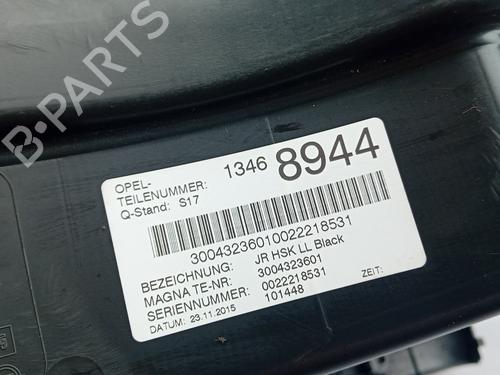 B-PARTS
OPEL-
TEILENUMMER: 1346 8944
Q-Stand: S17
30043236010022218531
BEZEICHNUNG: JR HSK LL Black
MAGNA TE-NR: 3004323601
SERIENNUMMER: 0022218531
DATUM: 23.11.2015 101448 ZEIT: